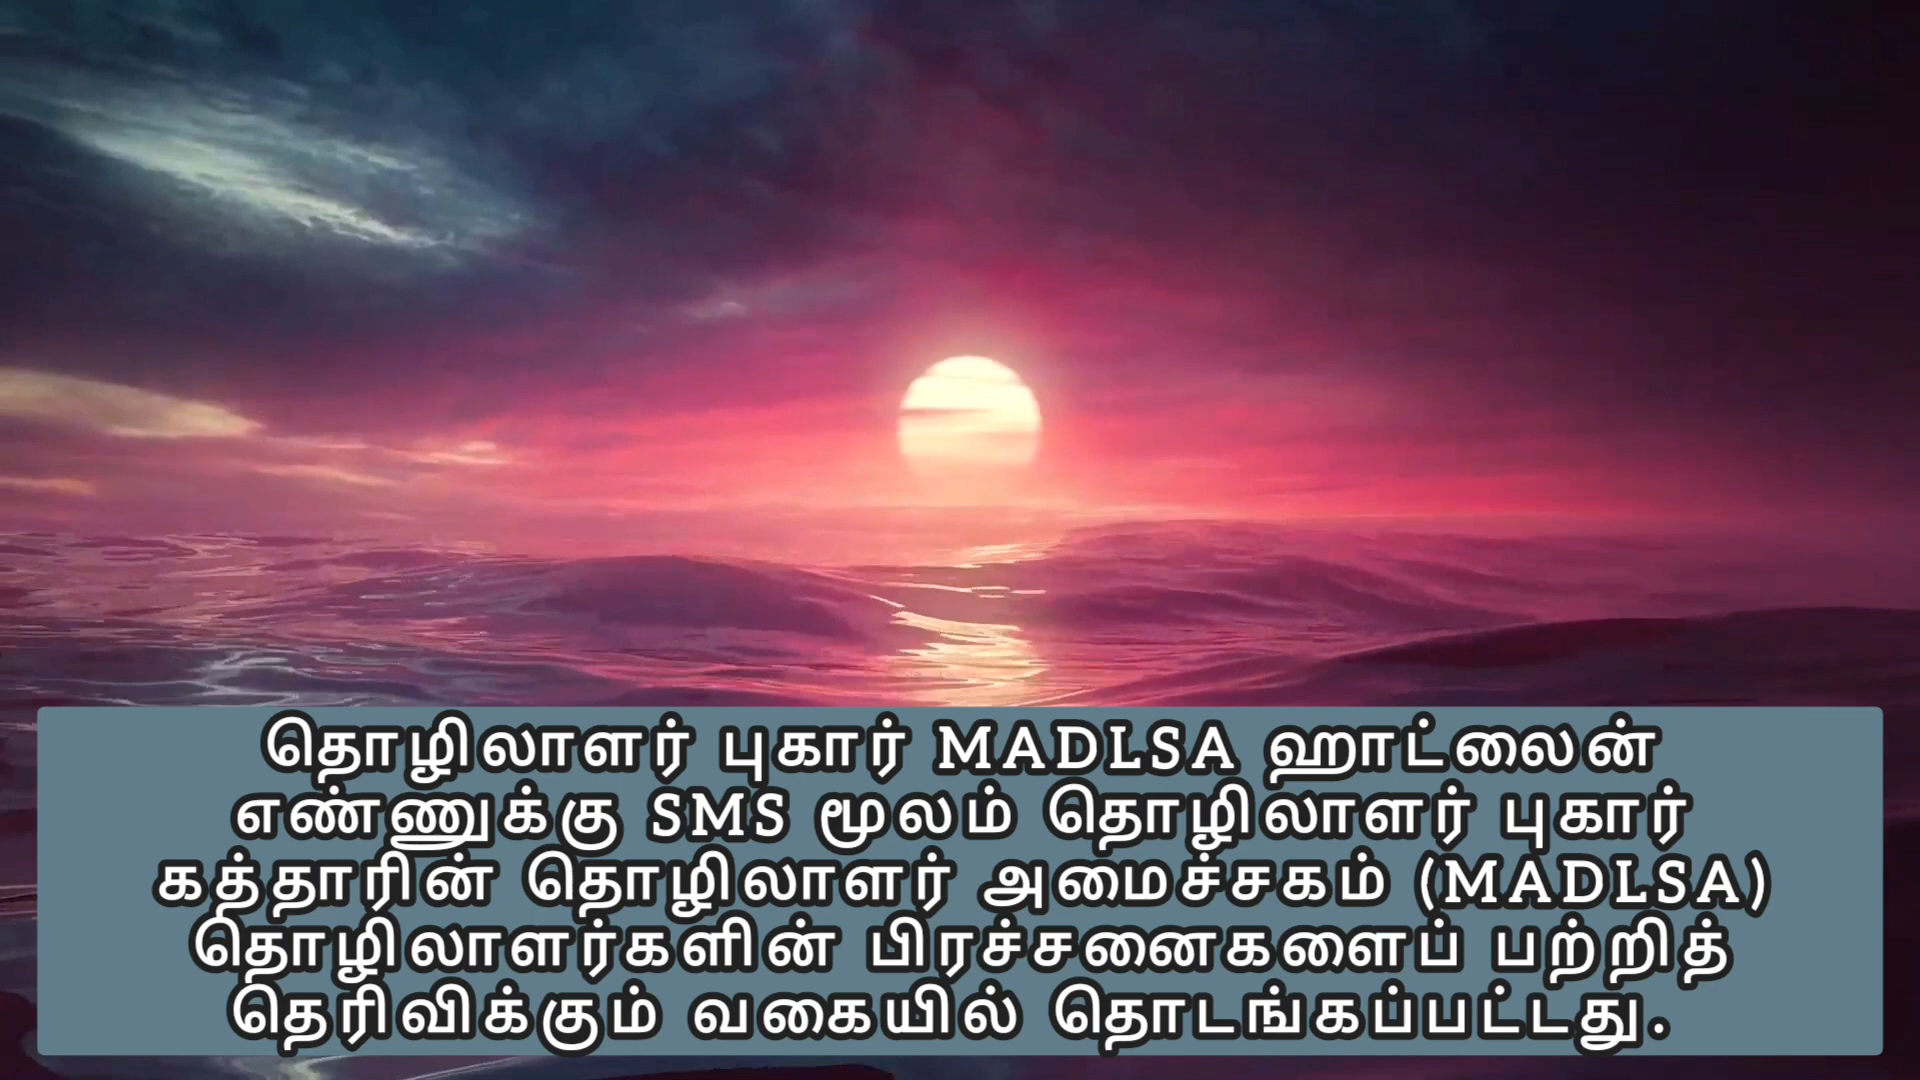 தொழிலாளர் புகார் MADLSA ஹாட்லைன்
எண்ணுக்கு SMS மூலம் தொழிலாளர் புகார்
கத்தாரின் தொழிலாளர் அமைச்சகம் (MADLSA)
தொழிலாளர்களின் பிரச்சனைகளைப் பற்றித்
தெரிவிக்கும் வகையில் தொடங்கப்பட்டது.